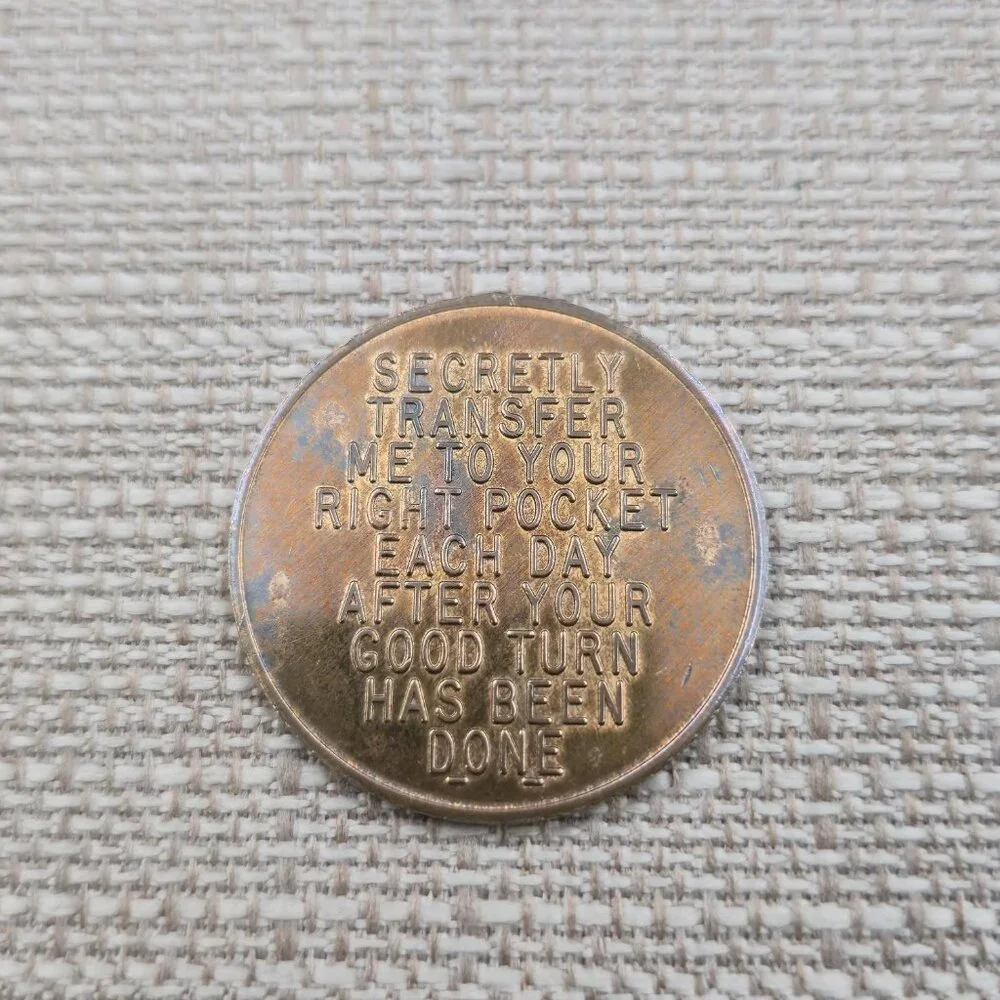 SECRETLY
TRANSFER
ME TO YOUR
RIGHT POCKET
EACH DAY
AFTER YOUR
GOOD TURN
HAS BEEN
DONE